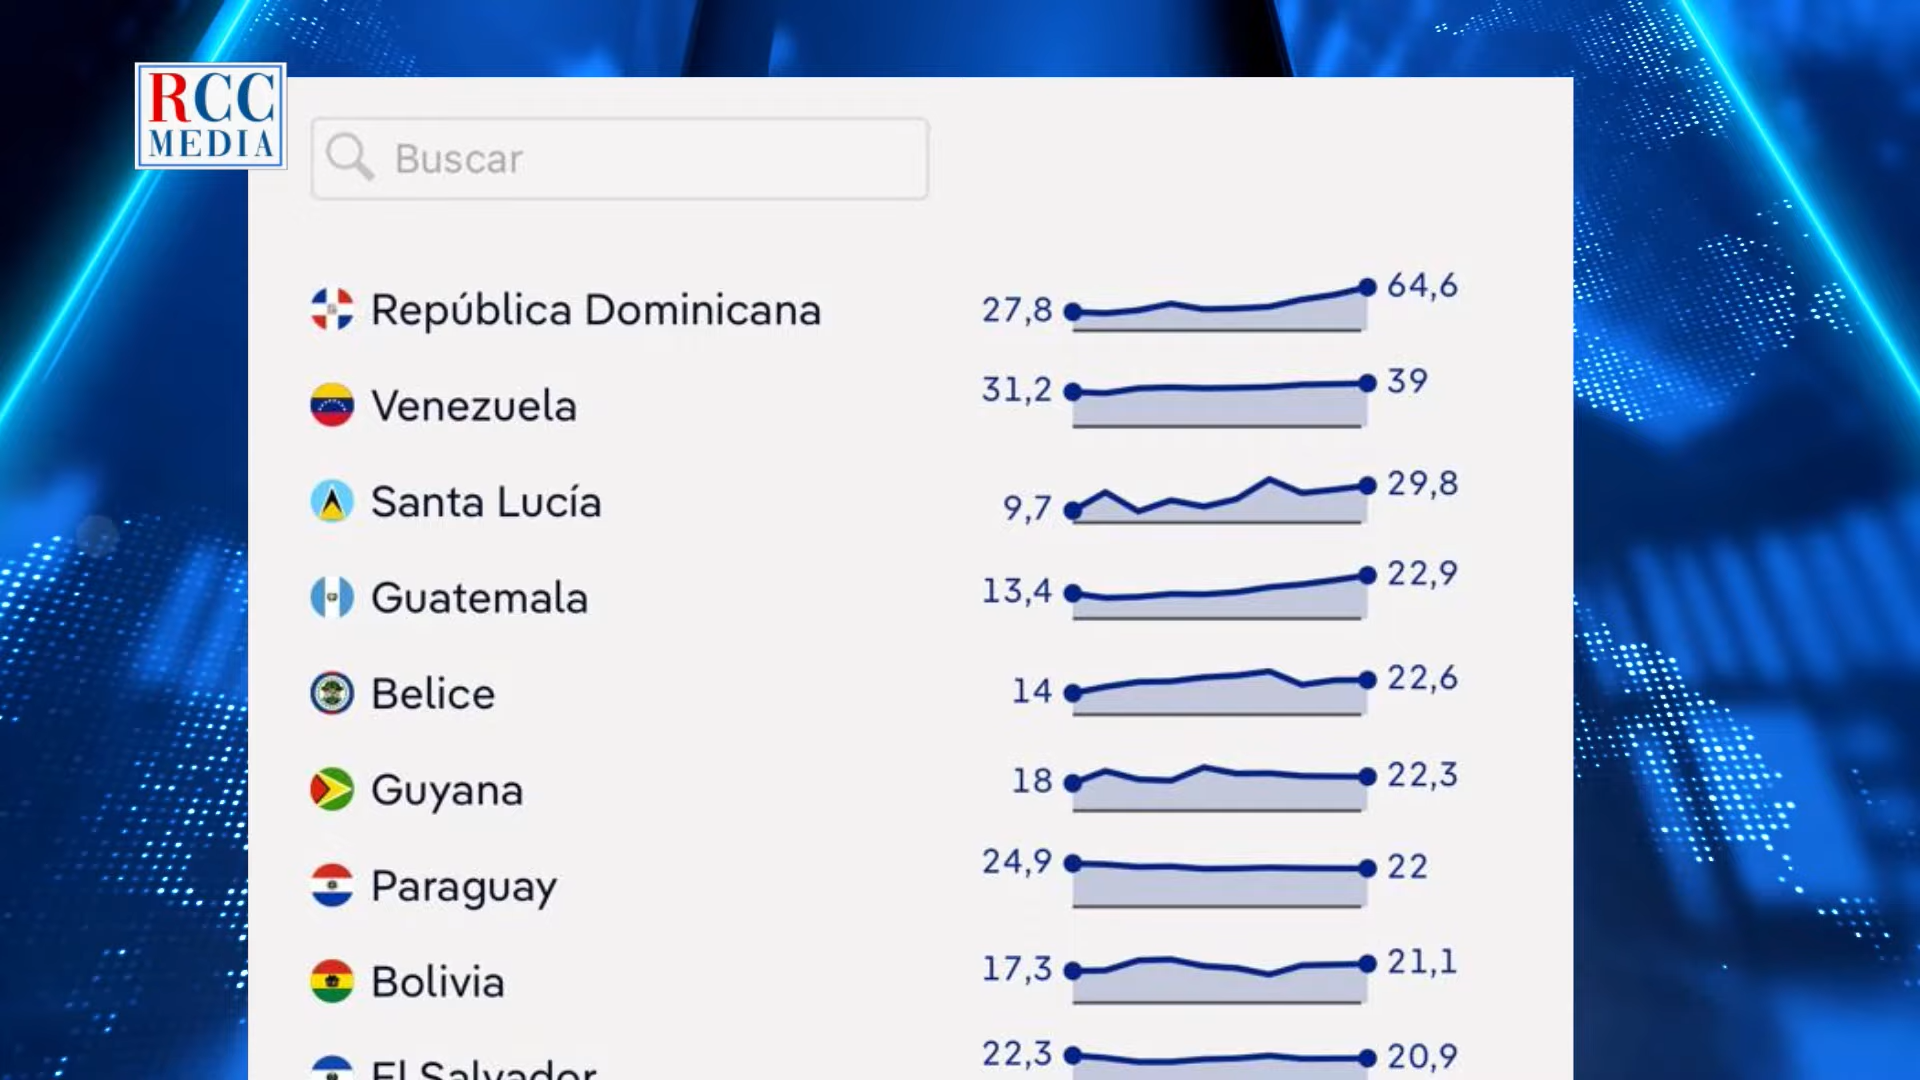 RCC
MEDIA
Buscar
República Dominicana 27,8 64,6
Venezuela 31,2 39
Santa Lucía 9,7 29,8
Guatemala 13,4 22,9
Belice 14 22,6
Guyana 18 22,3
Paraguay 24,9 22
Bolivia 17,3 21,1
El Salvador 22,3 20,9